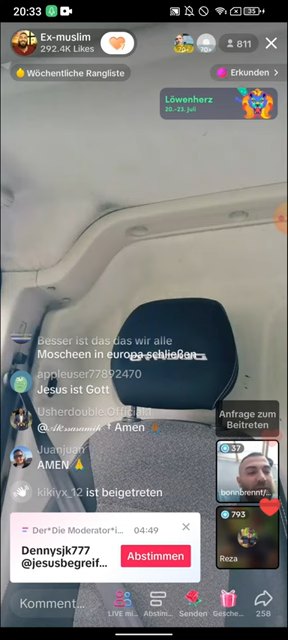 20:33
35
Ex-muslim
292.4K Likes
70+
811
Wöchentliche Rangliste
Erkunden >
Löwenherz
20.-23. Juli
Besser ist das das wir alle
Moscheen in europa schließen
appleuser77892470
Jesus ist Gott
Usherdouble Official1
Amen
Juanjuan
AMEN 🙏
kikiyx_12 ist beigetreten
Anfrage zum
Beitreten
37
bonnbrennt/...
793
Reza
Der*Die Moderator*i...
04:49
Dennysjk777
@jesusbegreif...
Abstimmen
Komment...
LIVE mi...
Abstim...
Senden
Gesche...
258